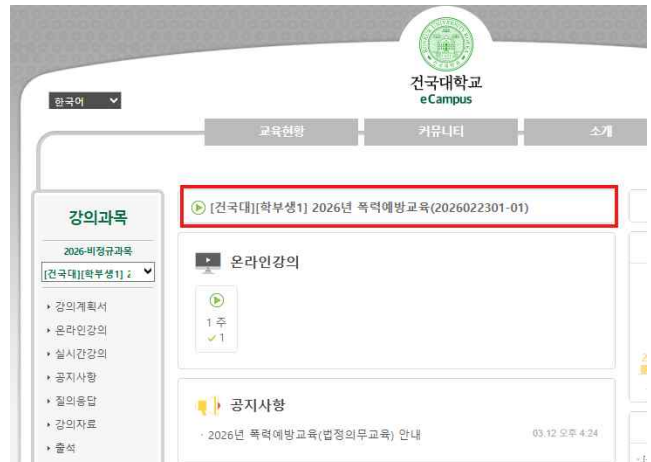 건국대학교
eCampus
한국어
교육현황
커뮤니티
소개
강의과목
2026-비정규과목
[건국대][학부생1] 2
강의계획서
온라인강의
실시간강의
공지사항
질의응답
강의자료
출석
[건국대][학부생1] 2026년 폭력예방교육(2026022301-01)
온라인강의
1 주
1
공지사항
· 2026년 폭력예방교육(법정의무교육) 안내
03.12 오후 4:24